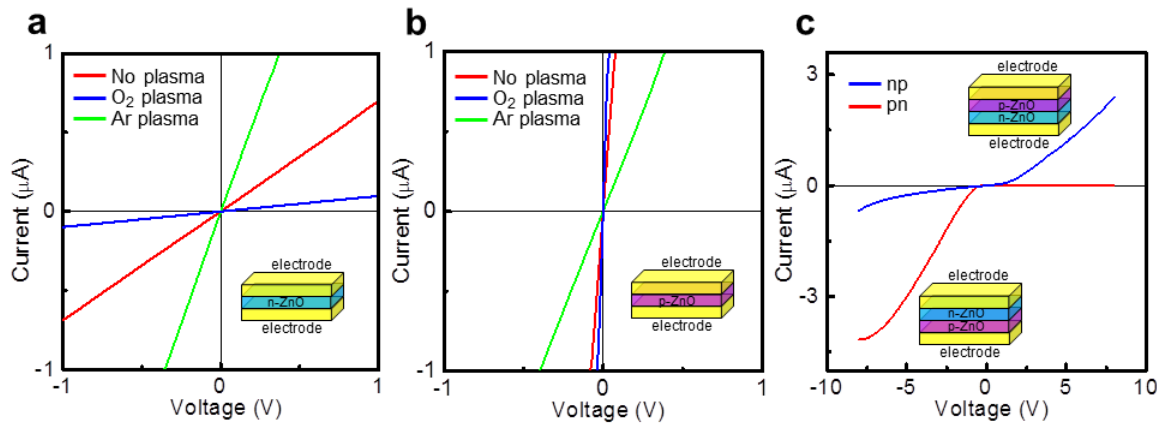 a
1
No plasma
O₂ plasma
Ar plasma
Current (μA)
0
electrode
n-ZnO
electrode
-1
-1
0
1
Voltage (V)
b
1
No plasma
O₂ plasma
Ar plasma
Current (μA)
0
electrode
p-ZnO
electrode
-1
-1
0
1
Voltage (V)
c
3
np
pn
electrode
p-ZnO
n-ZnO
electrode
Current (μA)
0
-3
electrode
n-ZnO
p-ZnO
electrode
-10
-5
0
5
10
Voltage (V)